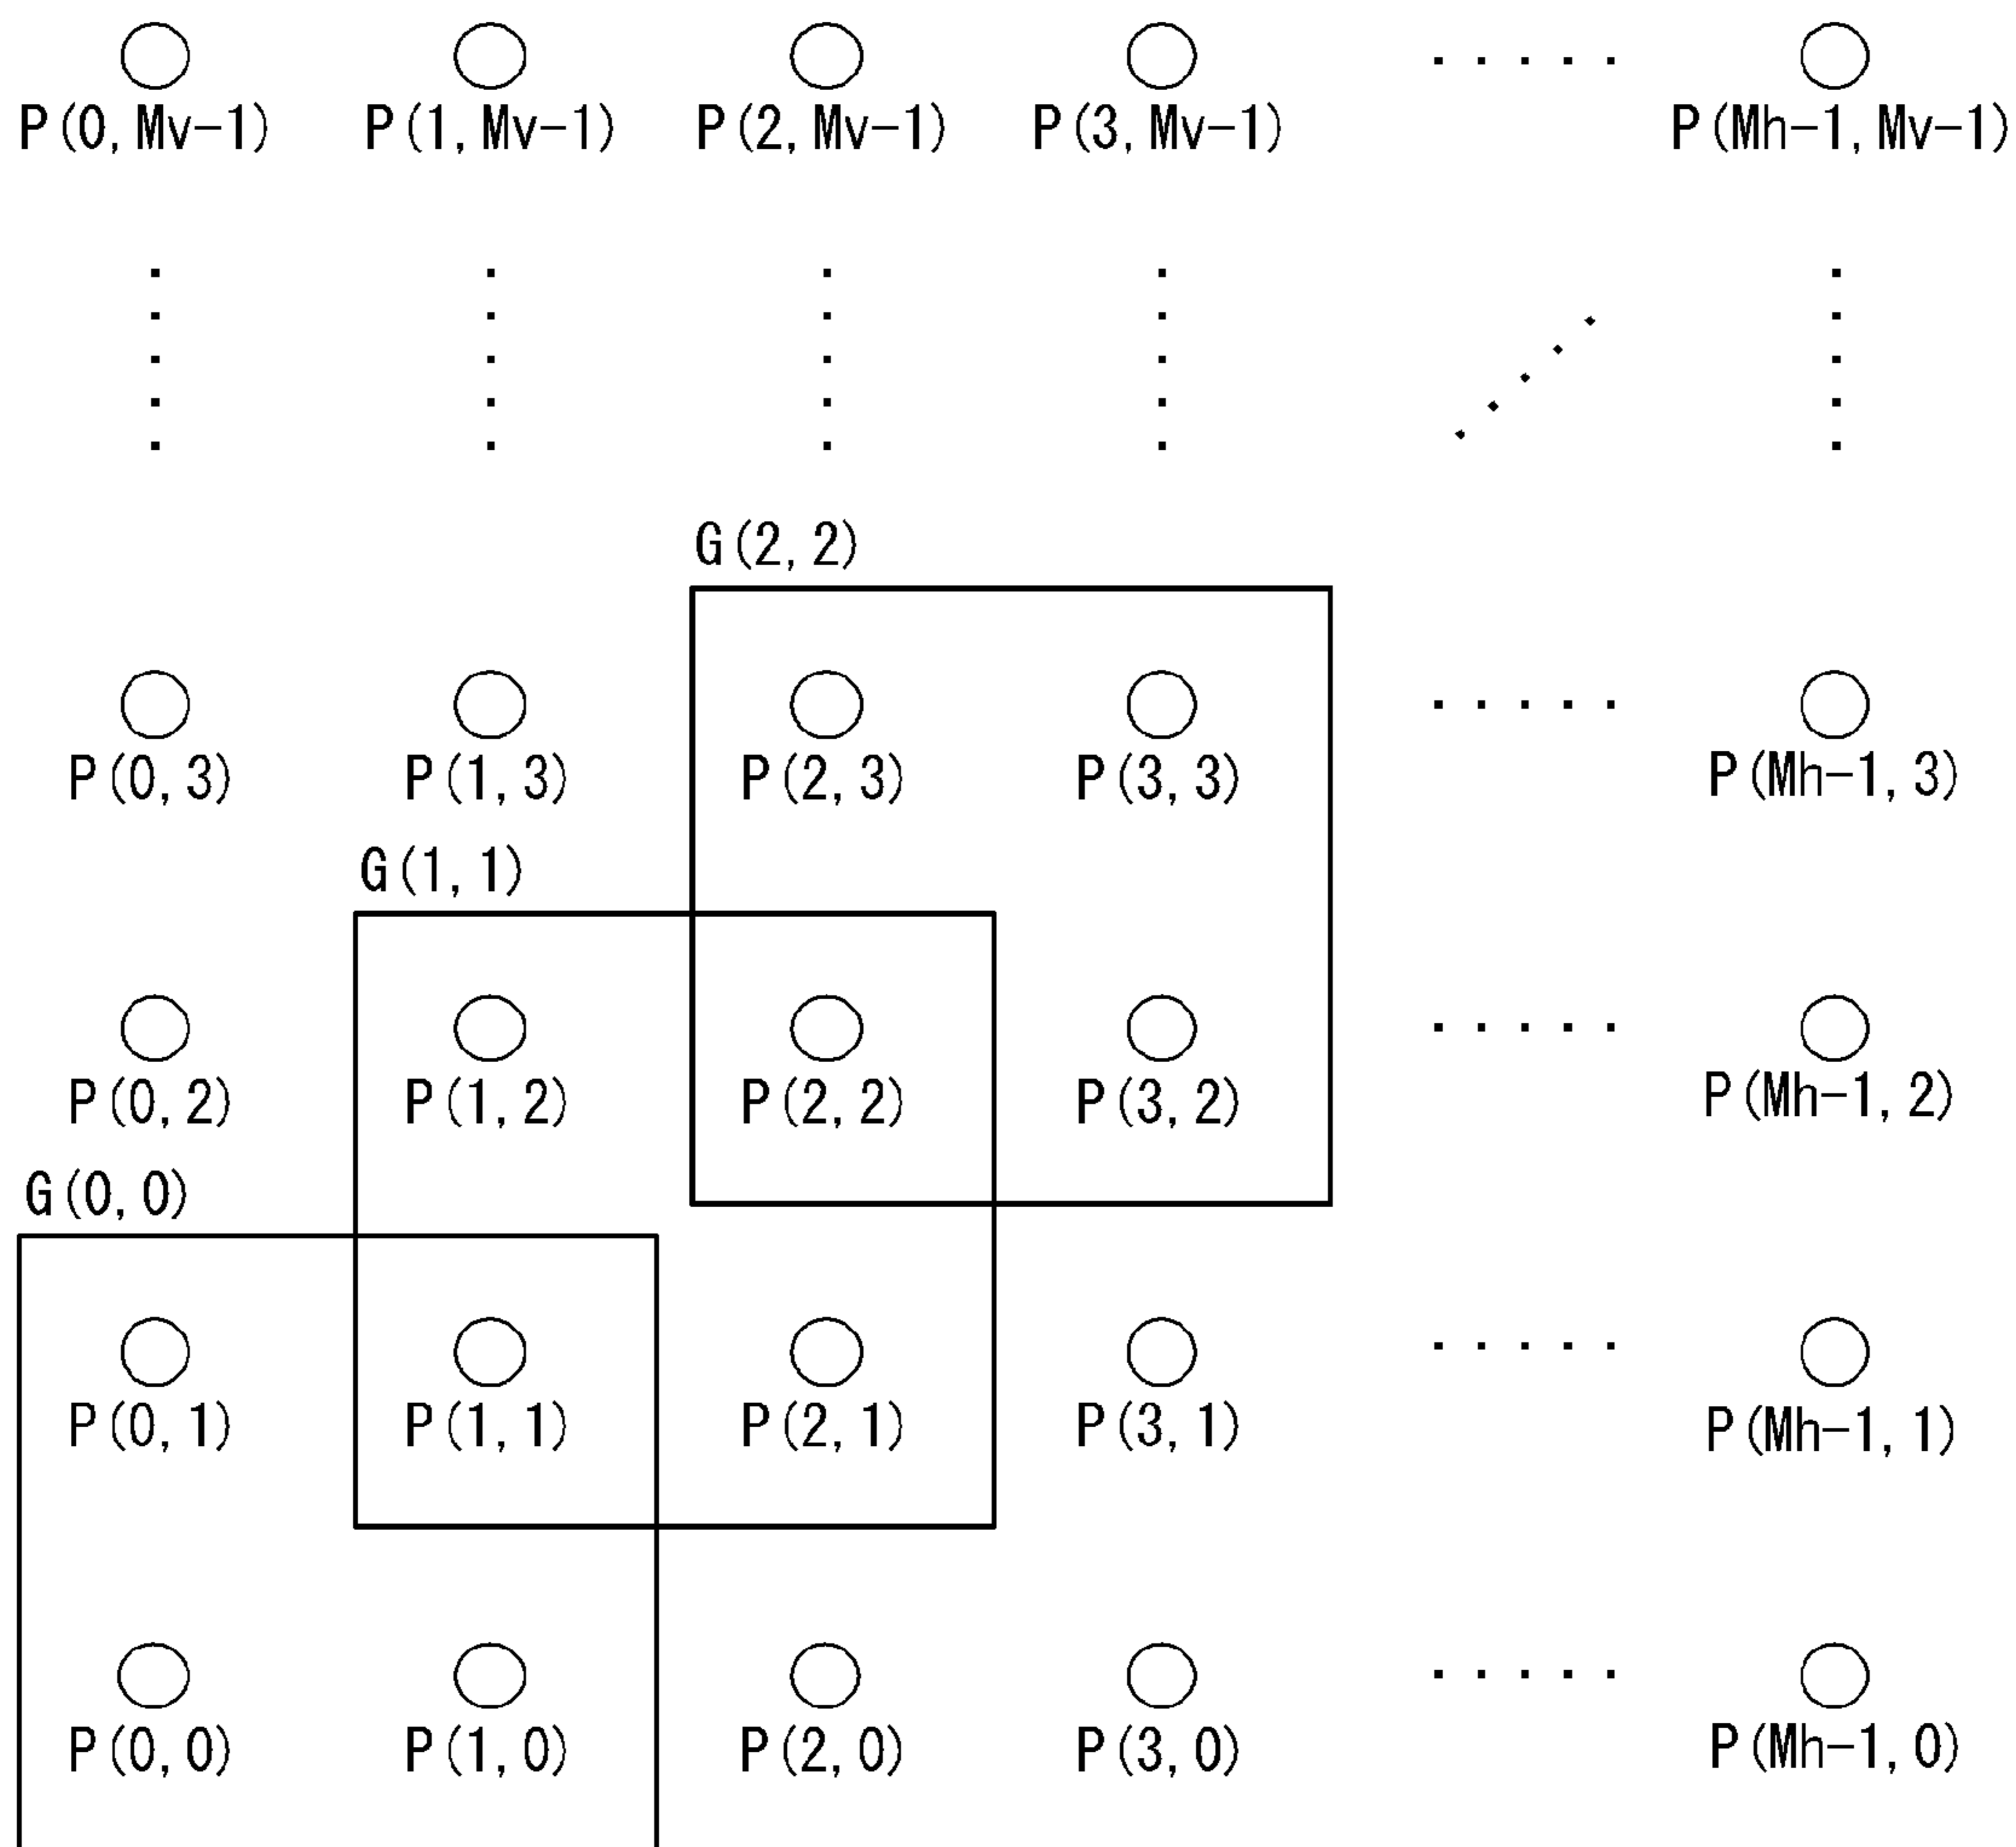 P(0,Mv-1) P(1,Mv-1) P(2,Mv-1) P(3,Mv-1) P(Mh-1,Mv-1)
G(2,2)
P(0,3) P(1,3) P(2,3) P(3,3) P(Mh-1,3)
G(1,1)
P(0,2) P(1,2) P(2,2) P(3,2) P(Mh-1,2)
G(0,0)
P(0,1) P(1,1) P(2,1) P(3,1) P(Mh-1,1)
P(0,0) P(1,0) P(2,0) P(3,0) P(Mh-1,0)